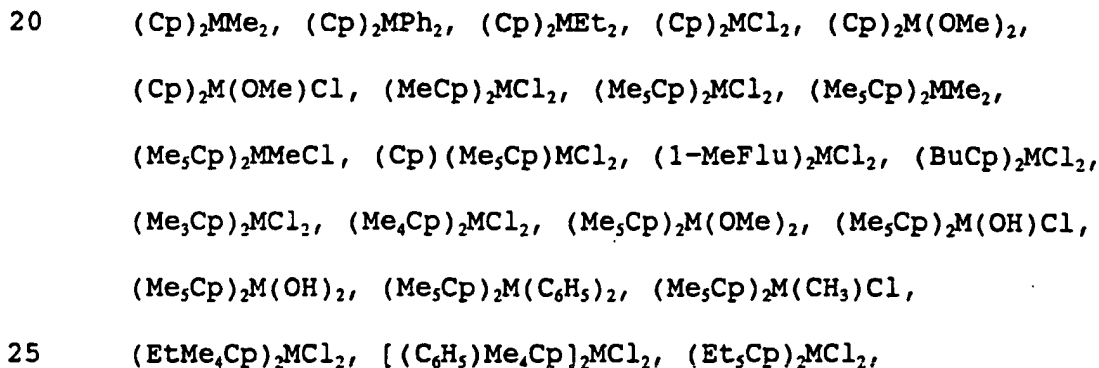 20 (Cp)₂MMe₂, (Cp)₂MPh₂, (Cp)₂MEt₂, (Cp)₂MCl₂, (Cp)₂M(OMe)₂,
(Cp)₂M(OMe)Cl, (MeCp)₂MCl₂, (Me₅Cp)₂MCl₂, (Me₅Cp)₂MMe₂,
(Me₅Cp)₂MMeCl, (Cp)(Me₅Cp)MCl₂, (1-MeFlu)₂MCl₂, (BuCp)₂MCl₂,
(Me₃Cp)₂MCl₂, (Me₄Cp)₂MCl₂, (Me₅Cp)₂M(OMe)₂, (Me₅Cp)₂M(OH)Cl,
(Me₅Cp)₂M(OH)₂, (Me₅Cp)₂M(C₆H₅)₂, (Me₅Cp)₂M(CH₃)Cl,
25 (EtMe₄Cp)₂MCl₂, [(C₆H₅)Me₄Cp]₂MCl₂, (Et₅Cp)₂MCl₂,